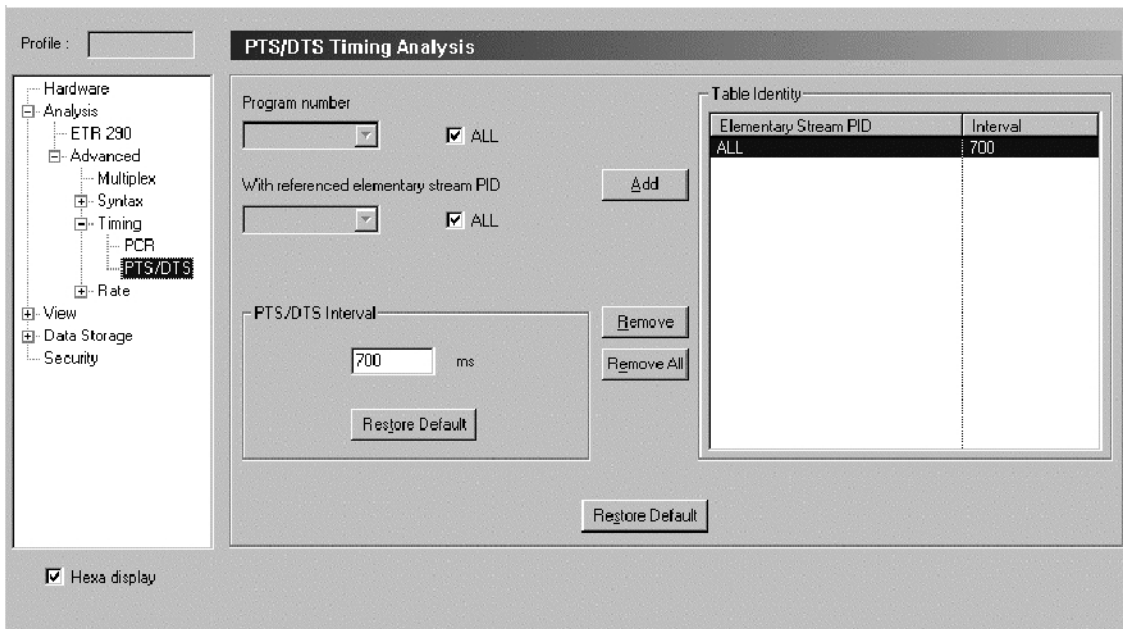 Profile :
PTS/DTS Timing Analysis
Hardware
Analysis
ETR 290
Advanced
Multiplex
Syntax
Timing
PCR
PTS/DTS
Rate
View
Data Storage
Security
Hexa display
Program number
ALL
With referenced elementary stream PID
ALL
Add
PTS/DTS Interval
700 ms
Restore Default
Remove
Remove All
Table Identity
Elementary Stream PID Interval
ALL 700
Restore Default